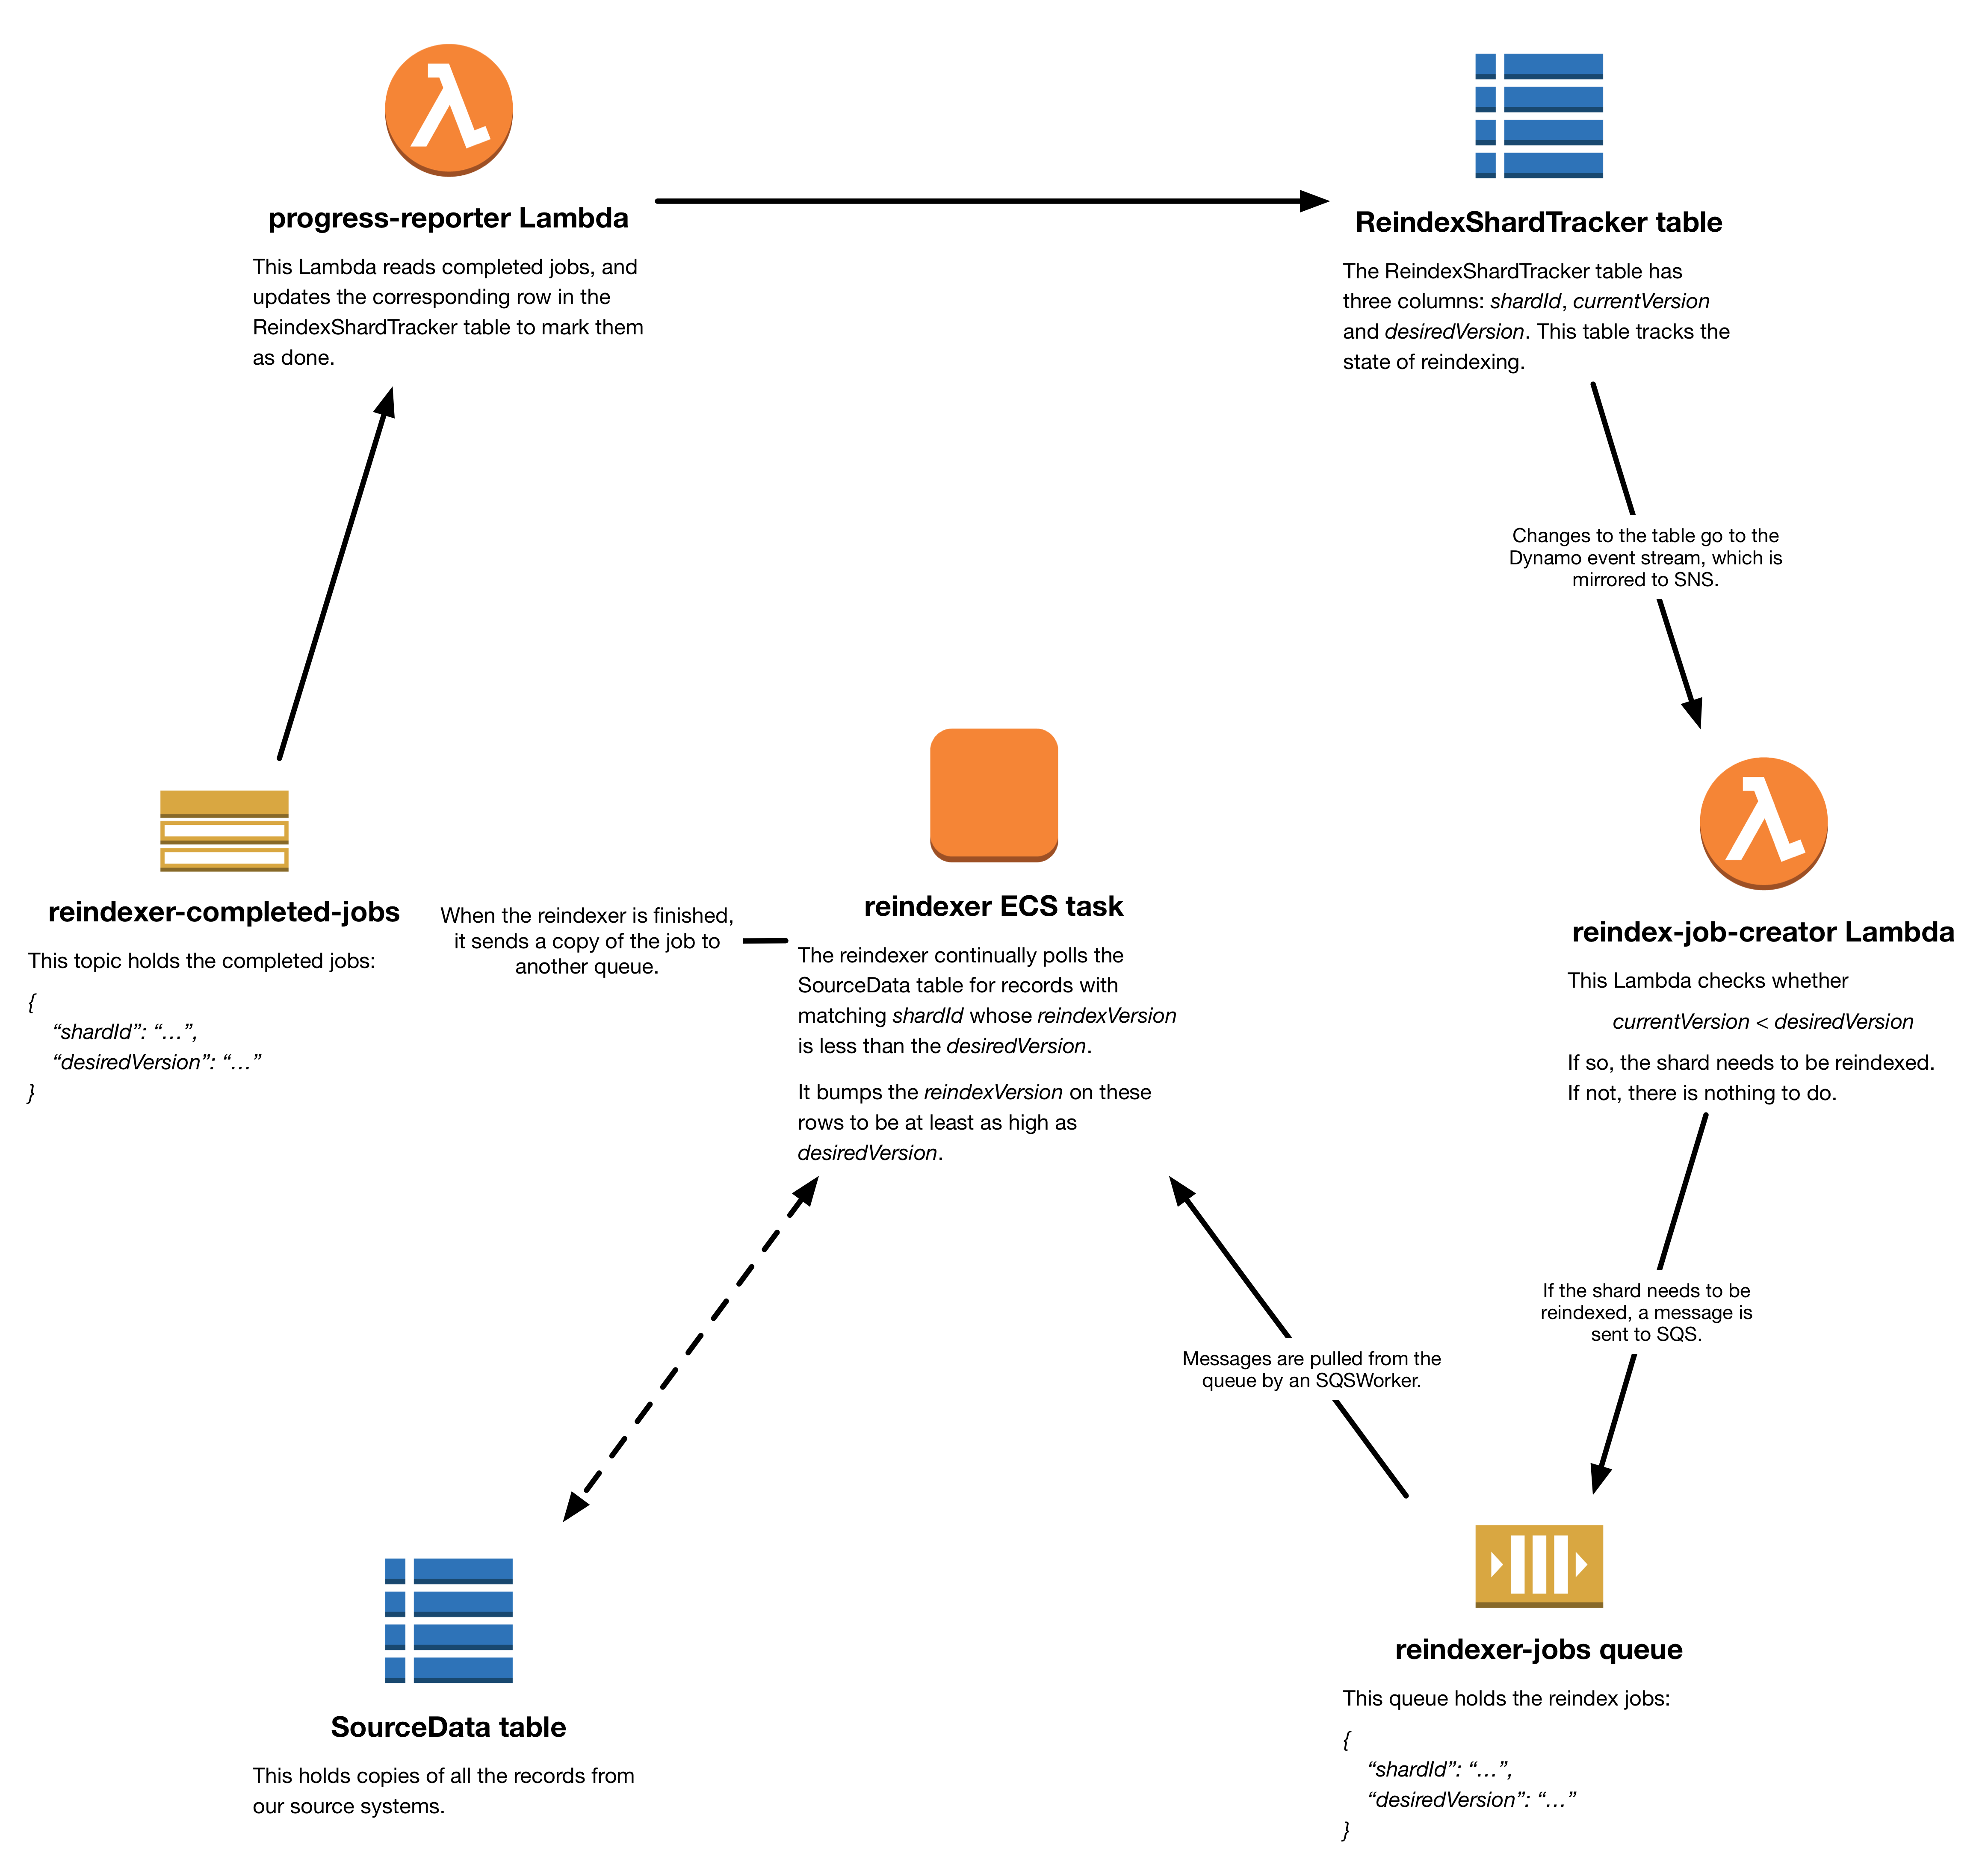 progress-reporter Lambda
This Lambda reads completed jobs, and
updates the corresponding row in the
ReindexShardTracker table to mark them
as done.
ReindexShardTracker table
The ReindexShardTracker table has
three columns: shardId, currentVersion
and desiredVersion. This table tracks the
state of reindexing.
Changes to the table go to the
Dynamo event stream, which is
mirrored to SNS.
reindexer-completed-jobs
This topic holds the completed jobs:
{
“shardId”: “…”,
“desiredVersion”: “…”
}
When the reindexer is finished,
it sends a copy of the job to
another queue.
reindexer ECS task
The reindexer continually polls the
SourceData table for records with
matching shardId whose reindexVersion
is less than the desiredVersion.
It bumps the reindexVersion on these
rows to be at least as high as
desiredVersion.
reindex-job-creator Lambda
This Lambda checks whether
currentVersion < desiredVersion
If so, the shard needs to be reindexed.
If not, there is nothing to do.
If the shard needs to be
reindexed, a message is
sent to SQS.
Messages are pulled from the
queue by an SQSWorker.
SourceData table
This holds copies of all the records from
our source systems.
reindexer-jobs queue
This queue holds the reindex jobs:
{
“shardId”: “…”,
“desiredVersion”: “…”
}